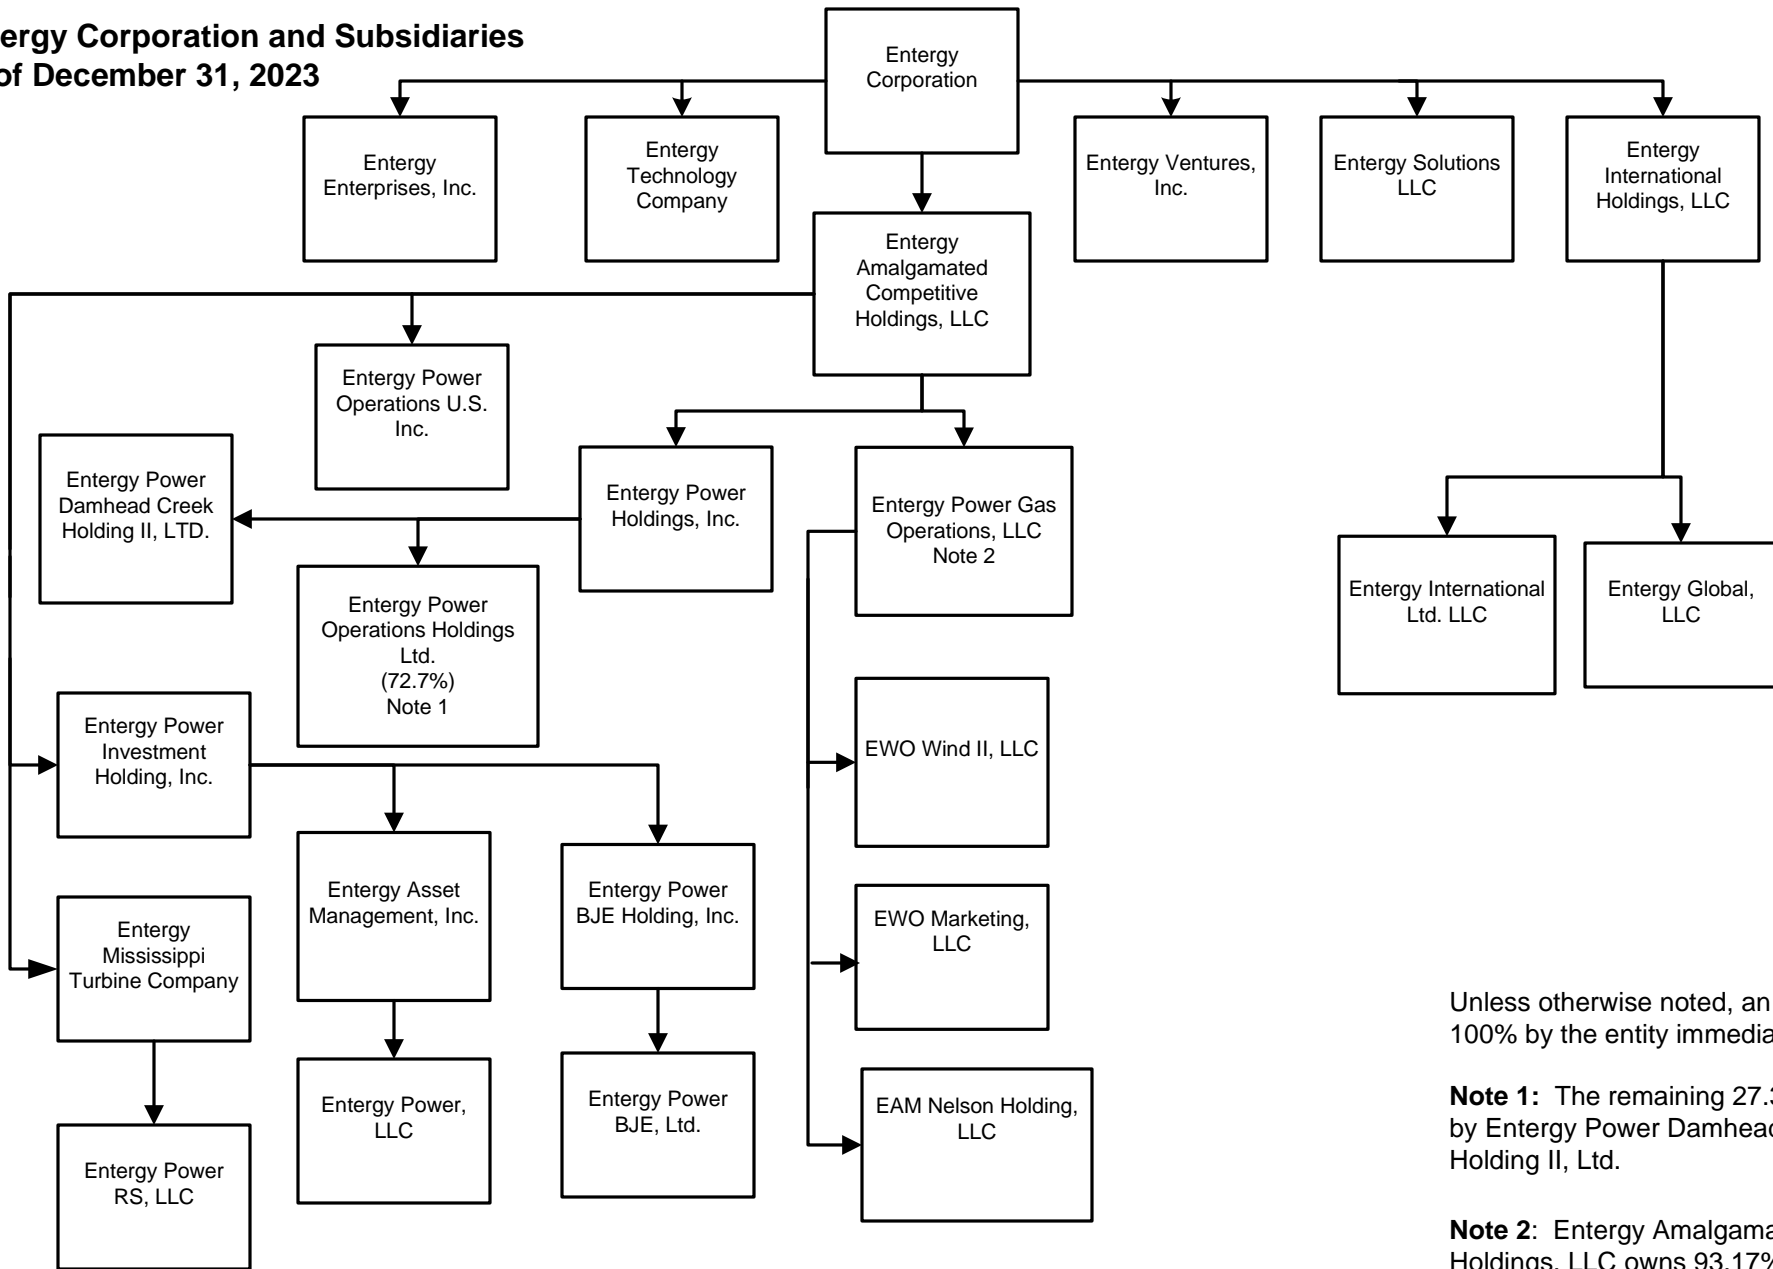 ergy Corporation and Subsidiaries
of December 31, 2023
Entergy
Corporation
Entergy
Enterprises, Inc.
Entergy
Technology
Company
Entergy Ventures,
Inc.
Entergy Solutions
LLC
Entergy
International
Holdings, LLC
Entergy
Amalgamated
Competitive
Holdings, LLC
Entergy Power
Operations U.S.
Inc.
Entergy Power
Damhead Creek
Holding II, LTD.
Entergy Power
Holdings, Inc.
Entergy Power Gas
Operations, LLC
Note 2
Entergy International
Ltd. LLC
Entergy Global,
LLC
Entergy Power
Operations Holdings
Ltd.
(72.7%)
Note 1
Entergy Power
Investment
Holding, Inc.
EWO Wind II, LLC
Entergy
Mississippi
Turbine Company
Entergy Asset
Management, Inc.
Entergy Power
BJE Holding, Inc.
EWO Marketing,
LLC
Entergy Power
RS, LLC
Entergy Power,
LLC
Entergy Power
BJE, Ltd.
EAM Nelson Holding,
LLC
Unless otherwise noted, an
100% by the entity immedia
Note 1: The remaining 27.3
by Entergy Power Damhead
Holding II, Ltd.
Note 2: Entergy Amalgama
Holdings, LLC owns 93.17%